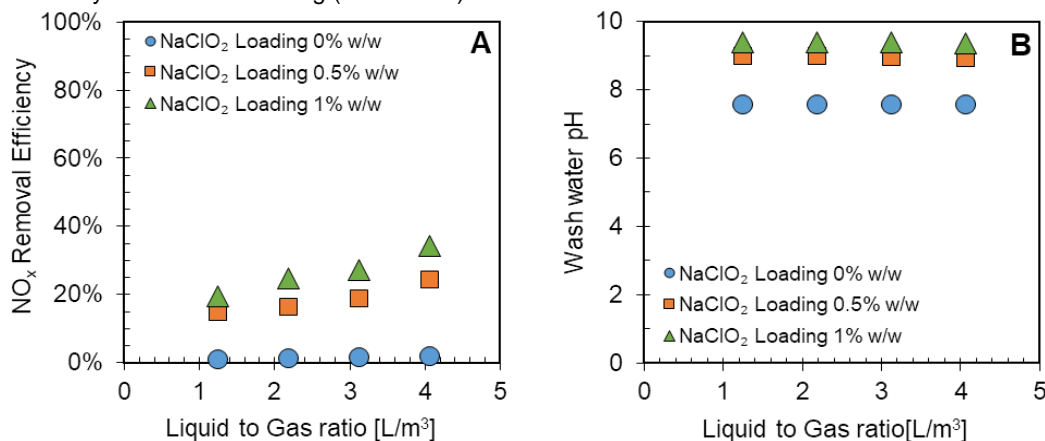 NaClO₂ Loading 0% w/w
NaClO₂ Loading 0.5% w/w
NaClO₂ Loading 1% w/w
A
100%
80%
60%
40%
20%
0%
NOₓ Removal Efficiency
0 1 2 3 4 5
Liquid to Gas ratio [L/m³]
B
10
8
6
4
2
0
Wash water pH
NaClO₂ Loading 0% w/w
NaClO₂ Loading 0.5% w/w
NaClO₂ Loading 1% w/w
0 1 2 3 4 5
Liquid to Gas ratio[L/m³]